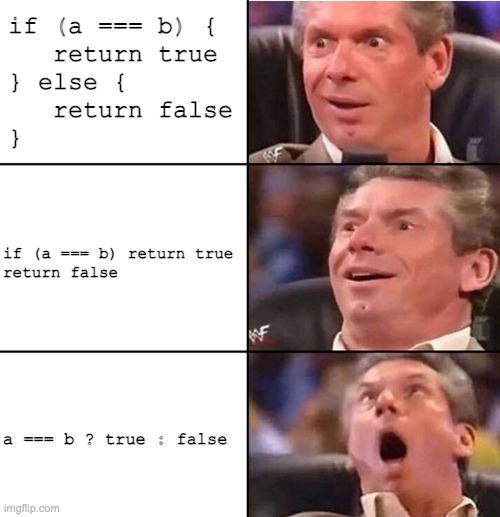 if (a === b) {
return true
} else {
return false
}
if (a === b) return true
return false
a === b ? true : false
imgflip.com